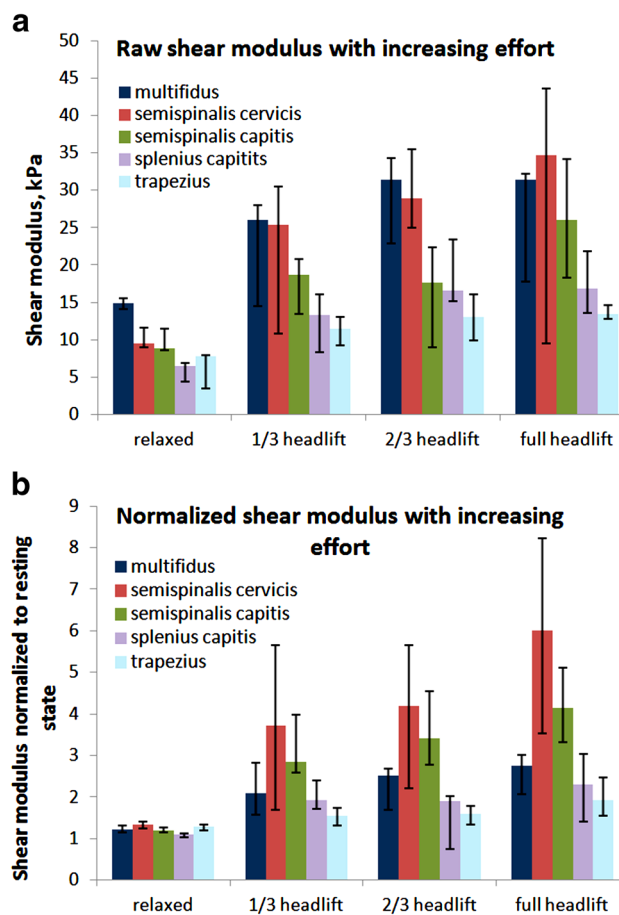 a
Raw shear modulus with increasing effort
50
45
40
35
30
25
20
15
10
5
0
Shear modulus, kPa
multifidus
semispinalis cervicis
semispinalis capitis
splenius capitits
trapezius
relaxed
1/3 headlift
2/3 headlift
full headlift
b
Normalized shear modulus with increasing
effort
9
8
7
6
5
4
3
2
1
0
Shear modulus normalized to resting
state
multifidus
semispinalis cervicis
semispinalis capitis
splenius capitis
trapezius
relaxed
1/3 headlift
2/3 headlift
full headlift